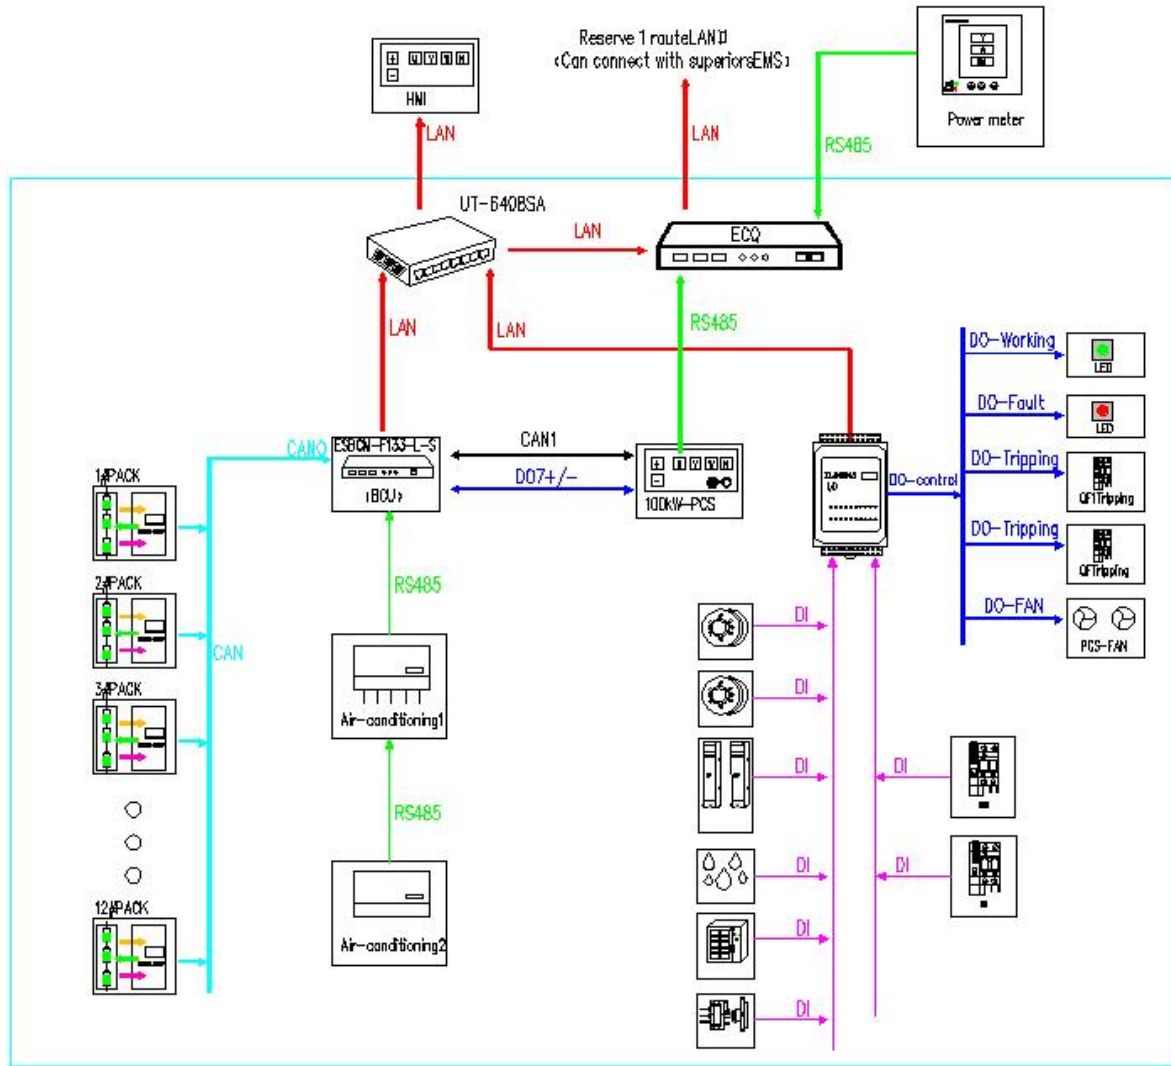 Reserve 1 routeLAN口
(Can connect with superiorsEMS)
HMI
Power meter
LAN
LAN
RS485
UT-6408SA
LAN
ECQ
LAN
LAN
RS485
DO-Working
LED
DO-Fault
LED
CAN0
ESBCM-F133-L-S
(BCU)
CAN1
DO7+/-
100kW-PCS
I/O
DO-control
DO-Tripping
QF1Tripping
DO-Tripping
QFTripping
DO-FAN
PCS-FAN
1#PACK
2#PACK
3#PACK
12#PACK
CAN
RS485
Air-conditioning1
RS485
Air-conditioning2
DI
DI
DI
DI
DI
DI
DI
DI